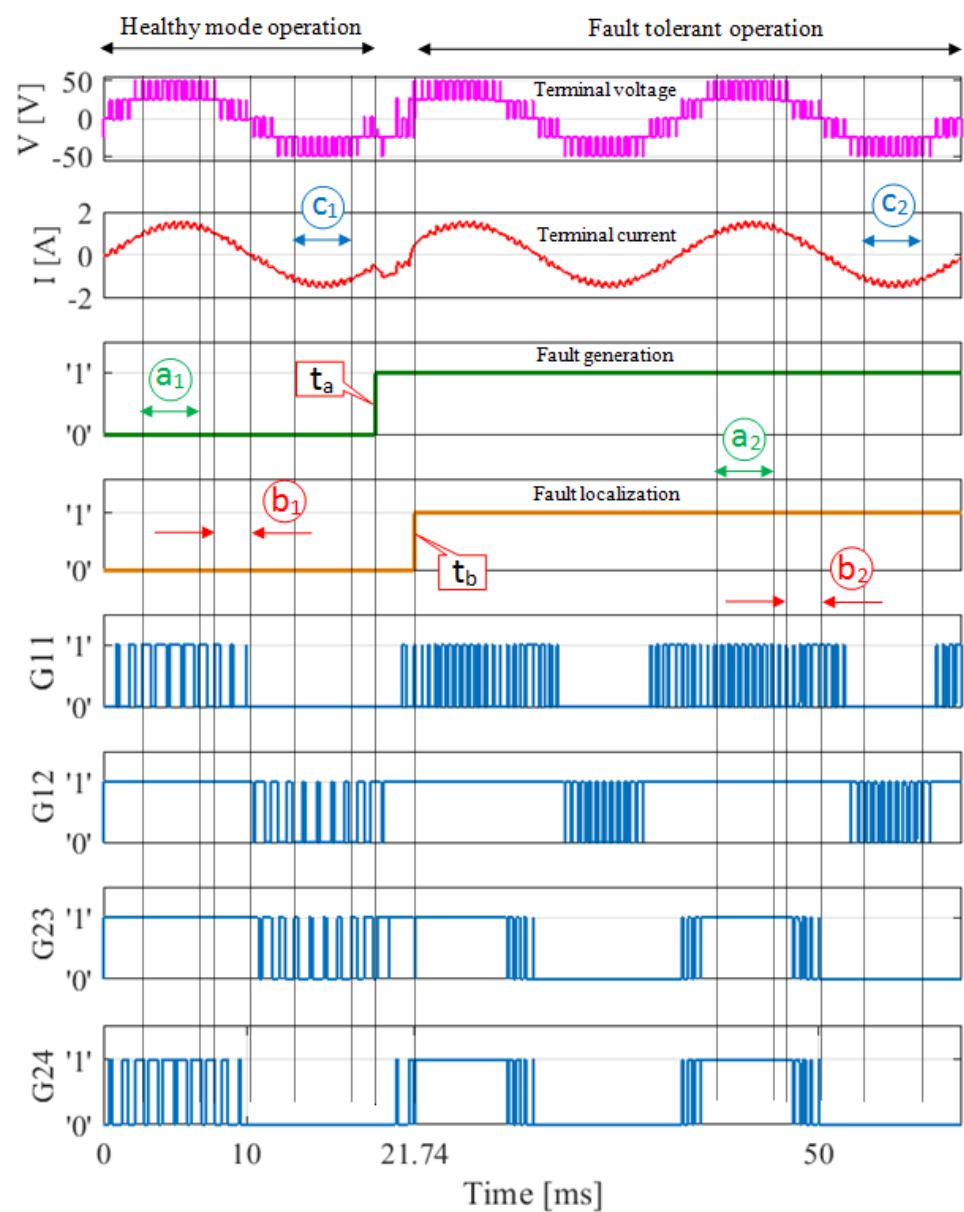 Healthy mode operation Fault tolerant operation
V [V]
50
0
-50
Terminal voltage
I [A]
2
0
-2
c1
c2
Terminal current
'1'
'0'
Fault generation
a1
ta
a2
'1'
'0'
Fault localization
b1
tb
b2
G11
'1'
'0'
G12
'1'
'0'
G23
'1'
'0'
G24
'1'
'0'
0 10 21.74 50
Time [ms]